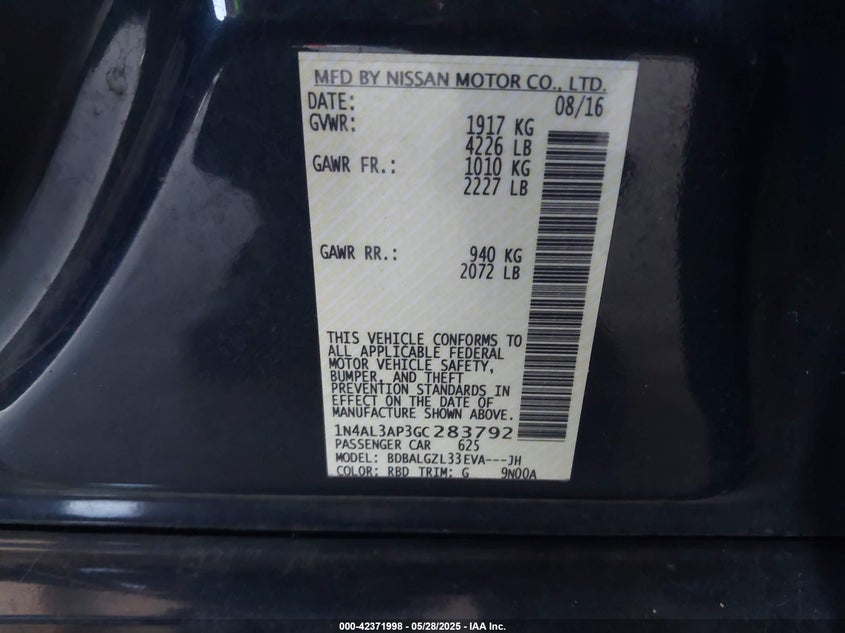 MFD BY NISSAN MOTOR CO., LTD.
DATE: 08/16
GVWR: 1917 KG
4226 LB
GAWR FR.: 1010 KG
2227 LB
GAWR RR.: 940 KG
2072 LB
THIS VEHICLE CONFORMS TO
ALL APPLICABLE FEDERAL
MOTOR VEHICLE SAFETY,
BUMPER, AND THEFT
PREVENTION STANDARDS IN
EFFECT ON THE DATE OF
MANUFACTURE SHOWN ABOVE.
1N4AL3AP3GC283792
PASSENGER CAR 625
MODEL: BDBALGZL33EVA---JH
COLOR: RBD TRIM: G 9N00A
000-42371998 - 05/28/2025 - IAA Inc.